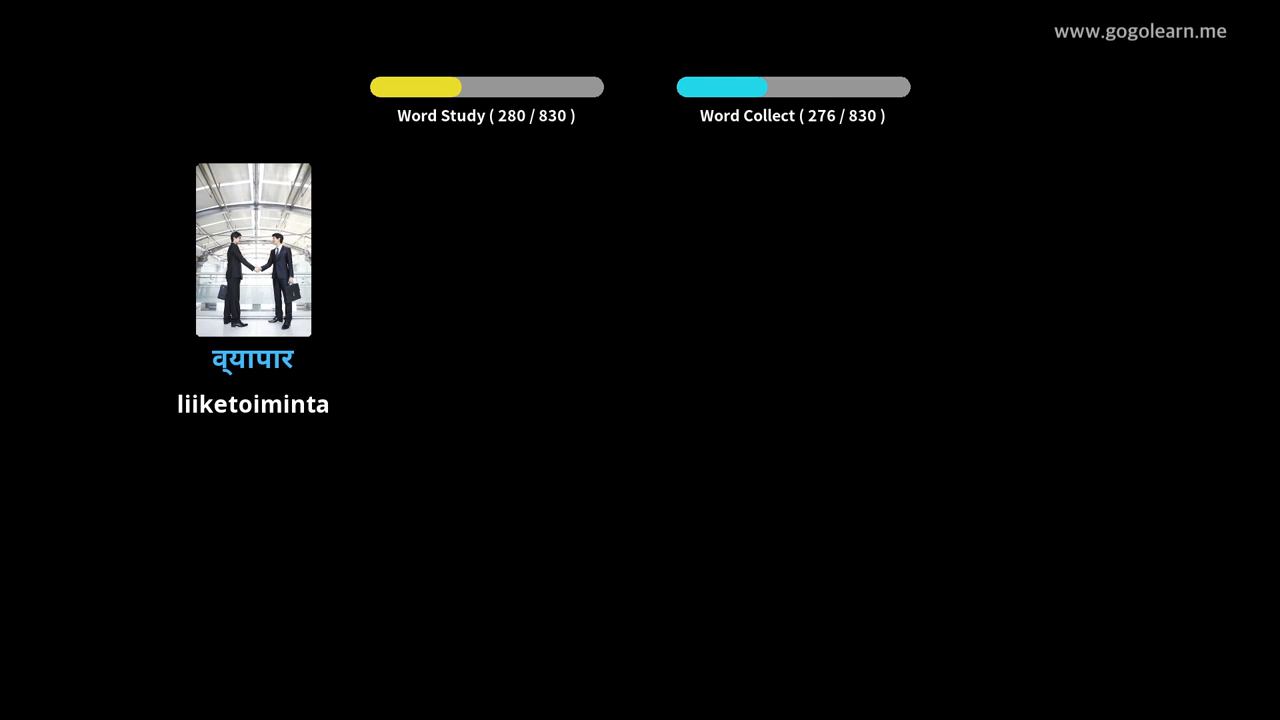 www.gogolearn.me
Word Study ( 280 / 830 )
Word Collect ( 276 / 830 )
व्यापार
liiketoiminta